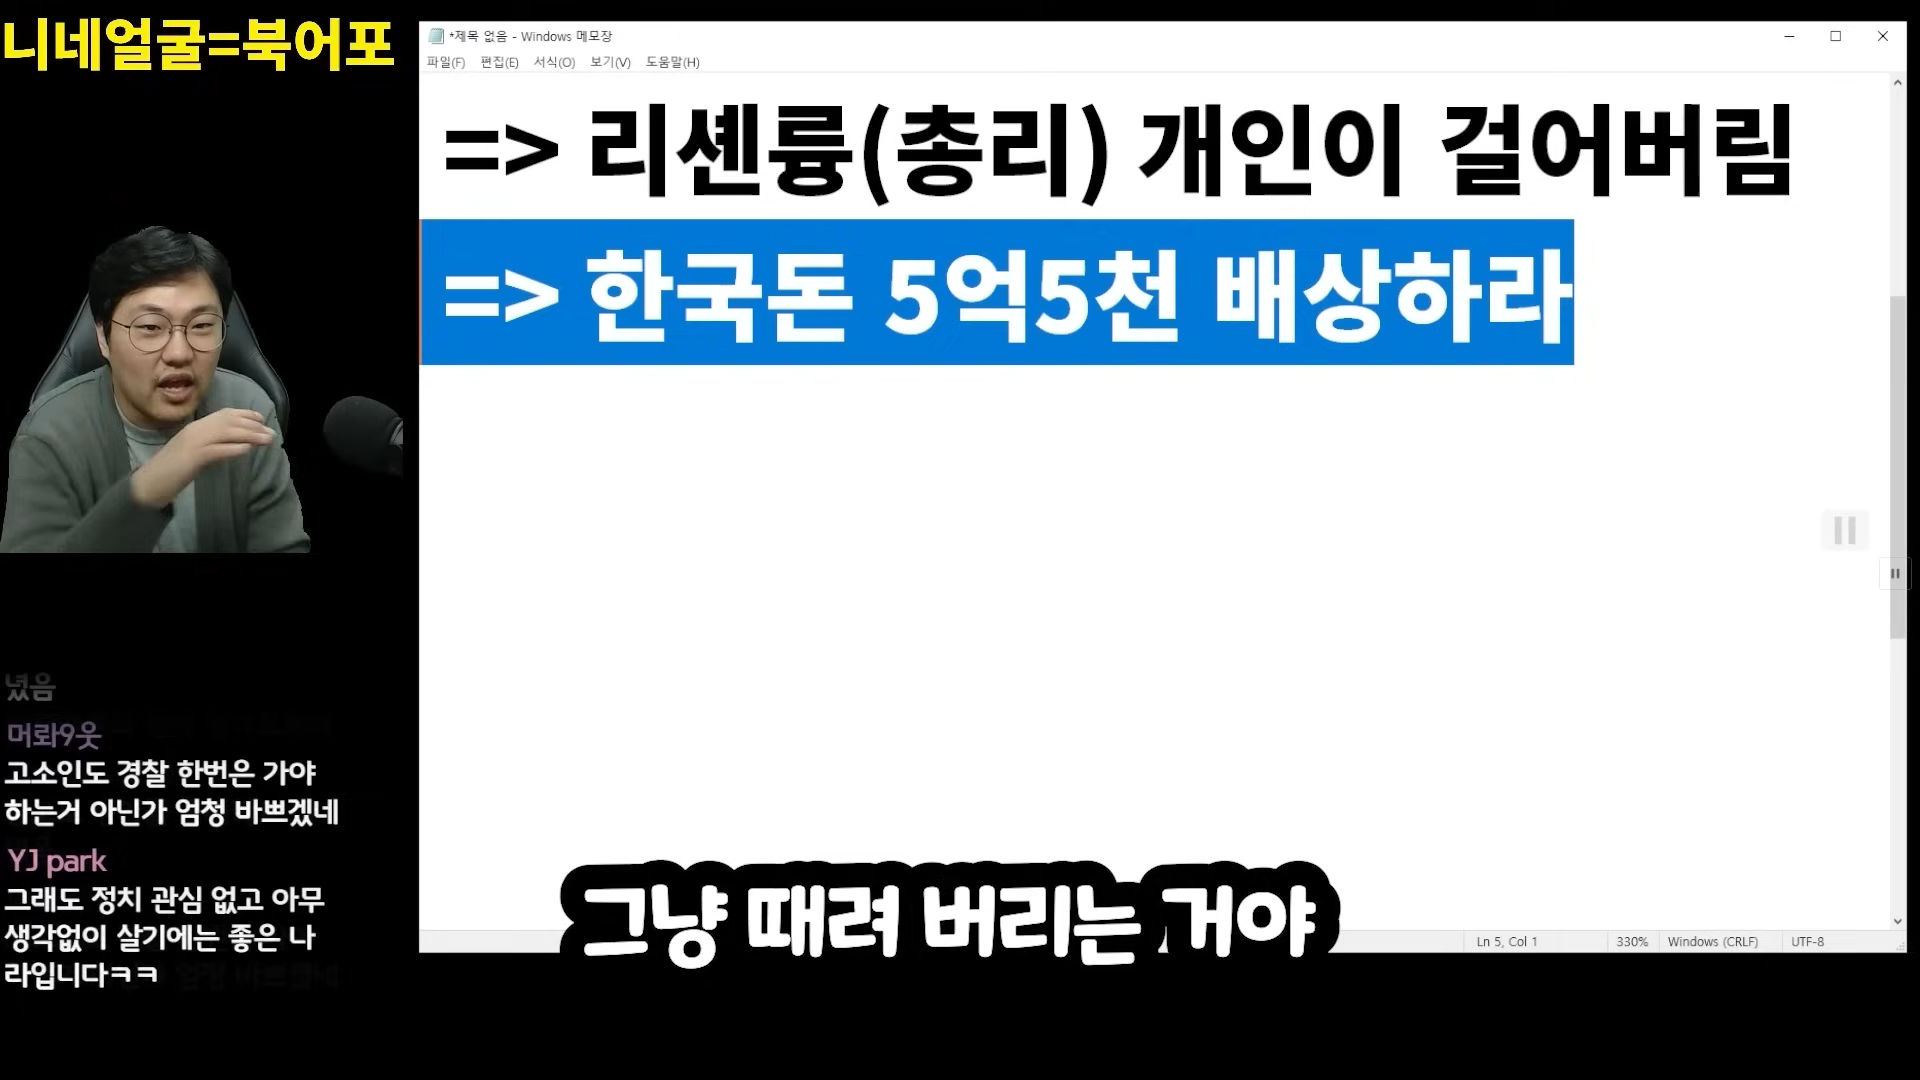 니네얼굴=북어포
*제목 없음 - Windows 메모장
파일(F) 편집(E) 서식(O) 보기(V) 도움말(H)
=> 리셴륭(총리) 개인이 걸어버림
=> 한국돈 5억5천 배상하라
녔음
머롸9웃
고소인도 경찰 한번은 가야
하는거 아닌가 엄청 바쁘겠네
YJ park
그래도 정치 관심 없고 아무
생각없이 살기에는 좋은 나
라입니다ㅋㅋ
그냥 때려 버리는 거야
Ln 5, Col 1 330% Windows (CRLF) UTF-8